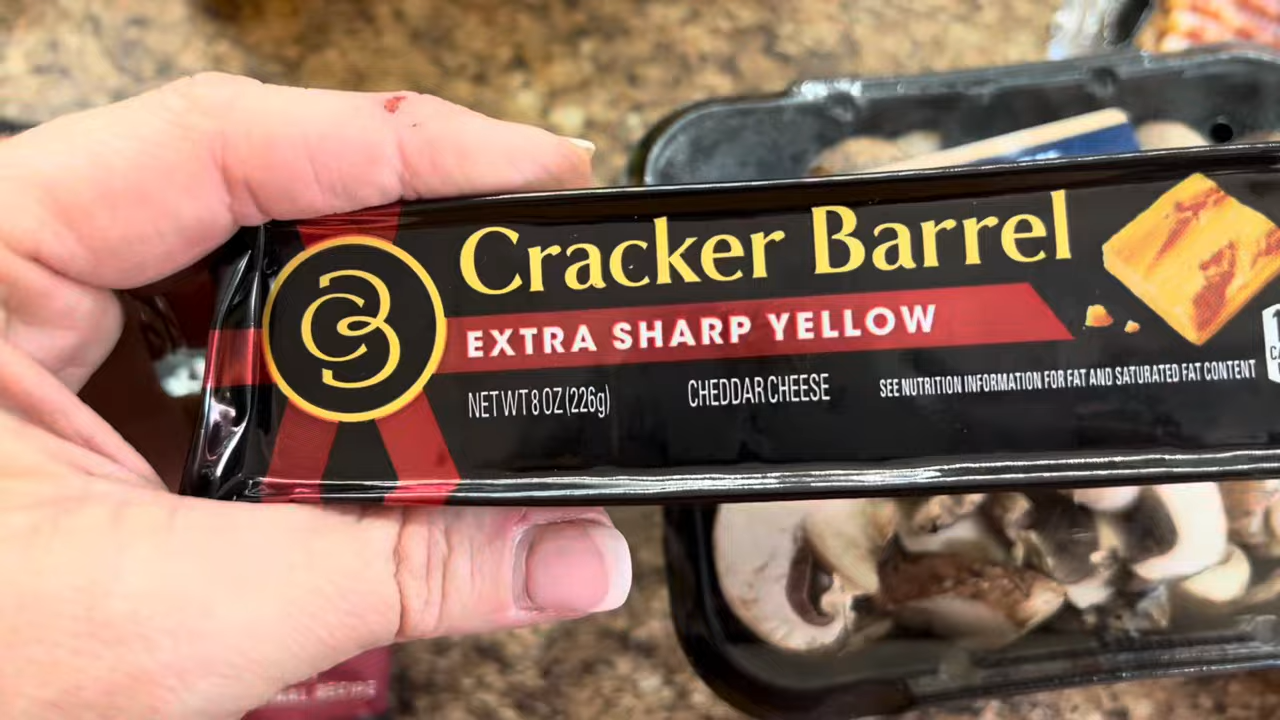 CB
Cracker Barrel
EXTRA SHARP YELLOW
NET WT 8 OZ (226g)
CHEDDAR CHEESE
SEE NUTRITION INFORMATION FOR FAT AND SATURATED FAT CONTENT